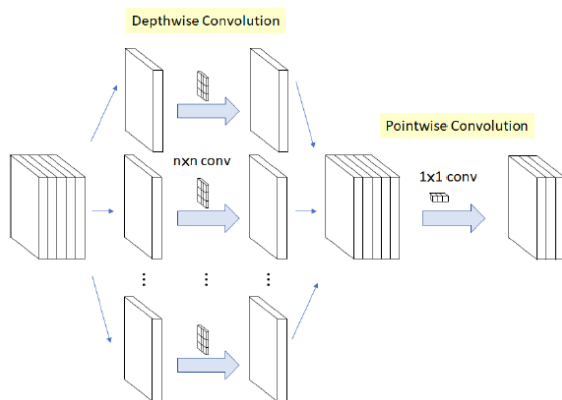 Depthwise Convolution
Pointwise Convolution
nxn conv
1x1 conv